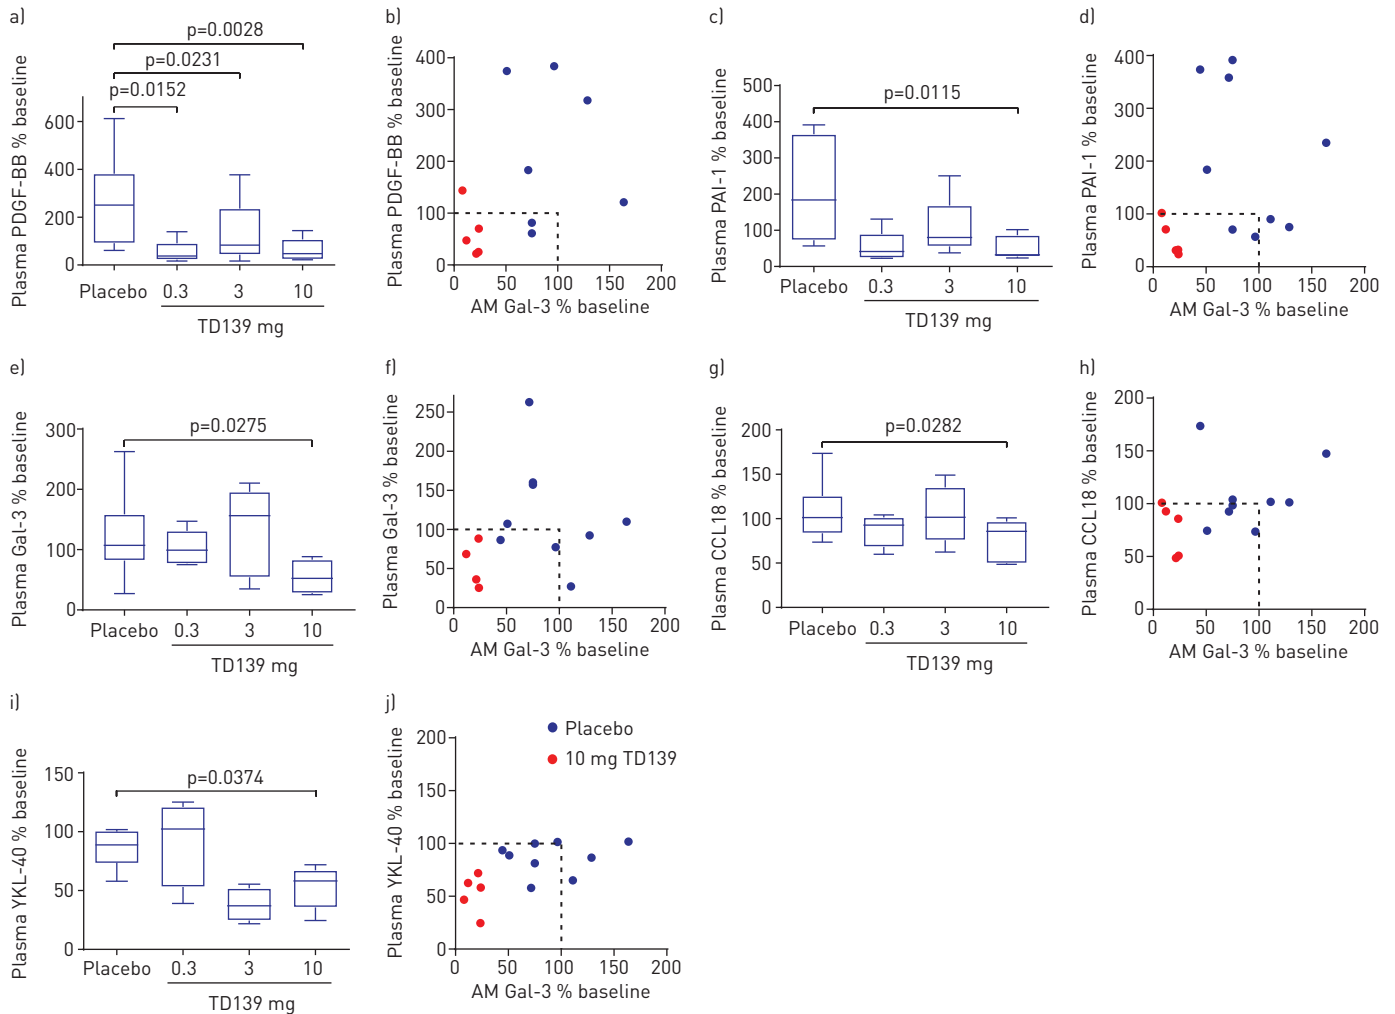 a)
p=0.0028
p=0.0231
p=0.0152
Plasma PDGF-BB % baseline
600
400
200
0
Placebo
0.3
3
10
TD139 mg
b)
Plasma PDGF-BB % baseline
400
300
200
100
0
0
50
100
150
200
AM Gal-3 % baseline
c)
p=0.0115
Plasma PAI-1 % baseline
500
400
300
200
100
0
Placebo
0.3
3
10
TD139 mg
d)
Plasma PAI-1 % baseline
400
300
200
100
0
0
50
100
150
200
AM Gal-3 % baseline
e)
p=0.0275
Plasma Gal-3 % baseline
300
200
100
0
Placebo
0.3
3
10
TD139 mg
f)
Plasma Gal-3 % baseline
250
200
150
100
50
0
0
50
100
150
200
AM Gal-3 % baseline
g)
p=0.0282
Plasma CCL18 % baseline
200
150
100
50
0
Placebo
0.3
3
10
TD139 mg
h)
Plasma CCL18 % baseline
200
150
100
50
0
0
50
100
150
200
AM Gal-3 % baseline
i)
p=0.0374
Plasma YKL-40 % baseline
150
100
50
0
Placebo
0.3
3
10
TD139 mg
j)
Placebo
10 mg TD139
Plasma YKL-40 % baseline
200
150
100
50
0
0
50
100
150
200
AM Gal-3 % baseline